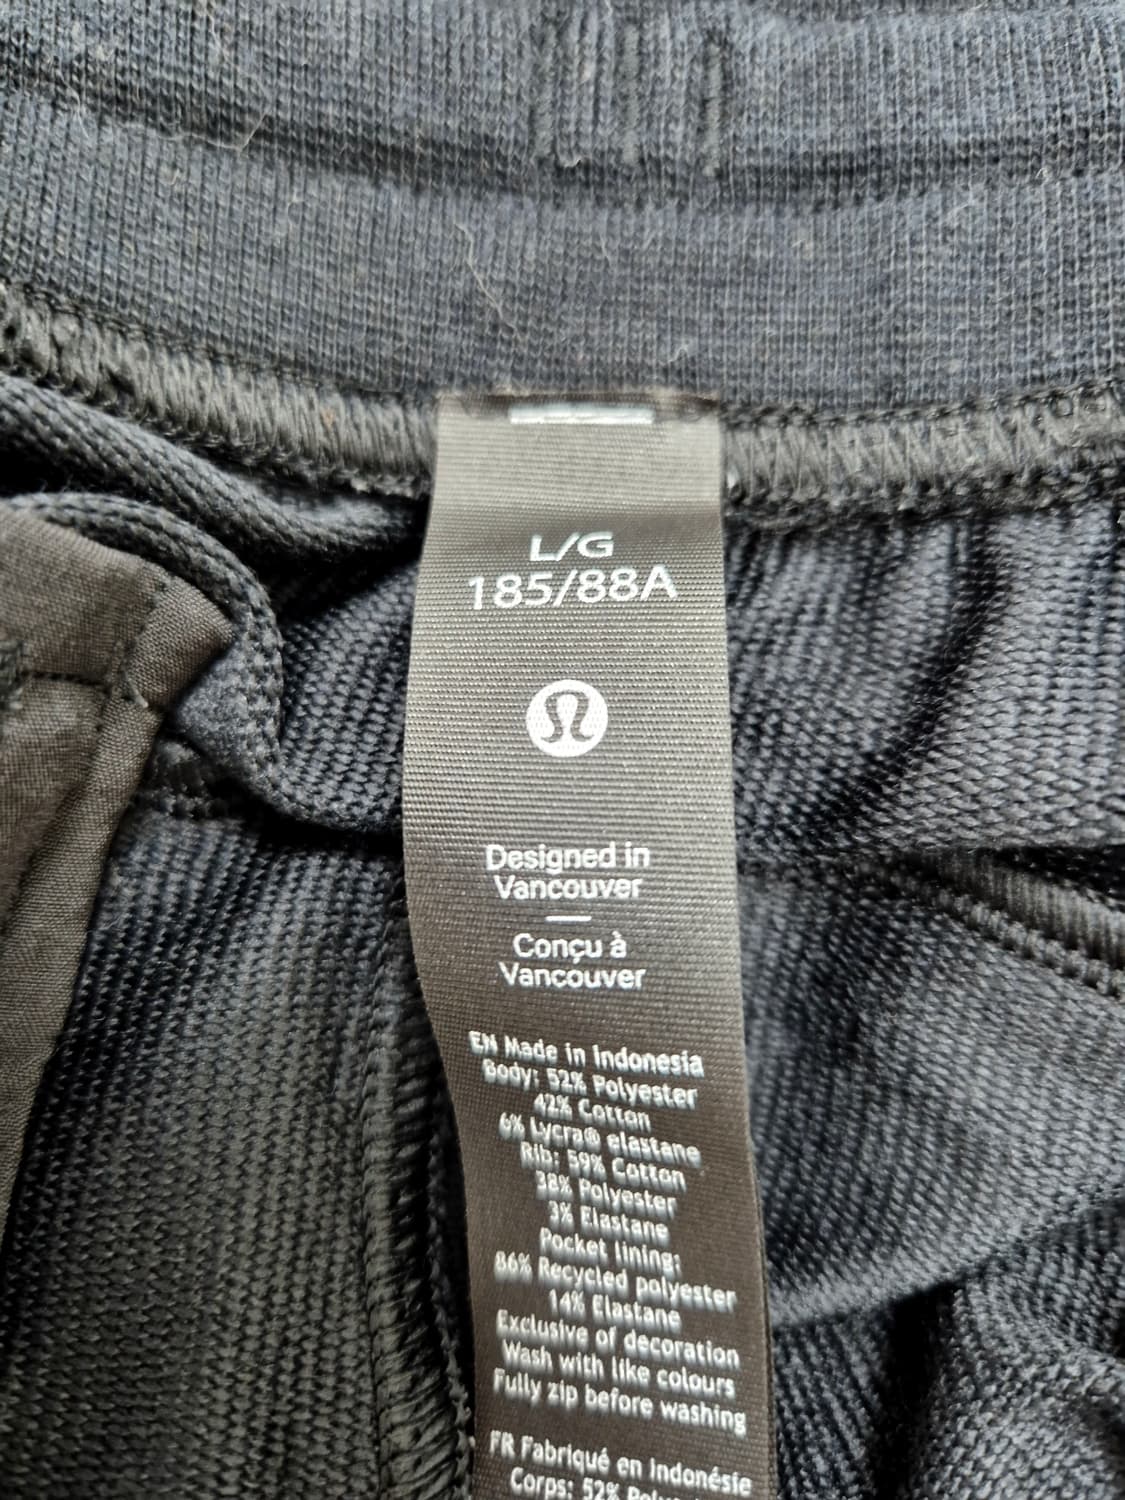 L/G
185/88A
Designed in
Vancouver
—
Conçu à
Vancouver
EN Made in Indonesia
Body: 52% Polyester
42% Cotton
6% Lycra® elastane
Rib: 59% Cotton
38% Polyester
3% Elastane
Pocket lining:
86% Recycled polyester
14% Elastane
Exclusive of decoration
Wash with like colours
Fully zip before washing
FR Fabriqué en Indonésie
Corps: 52%